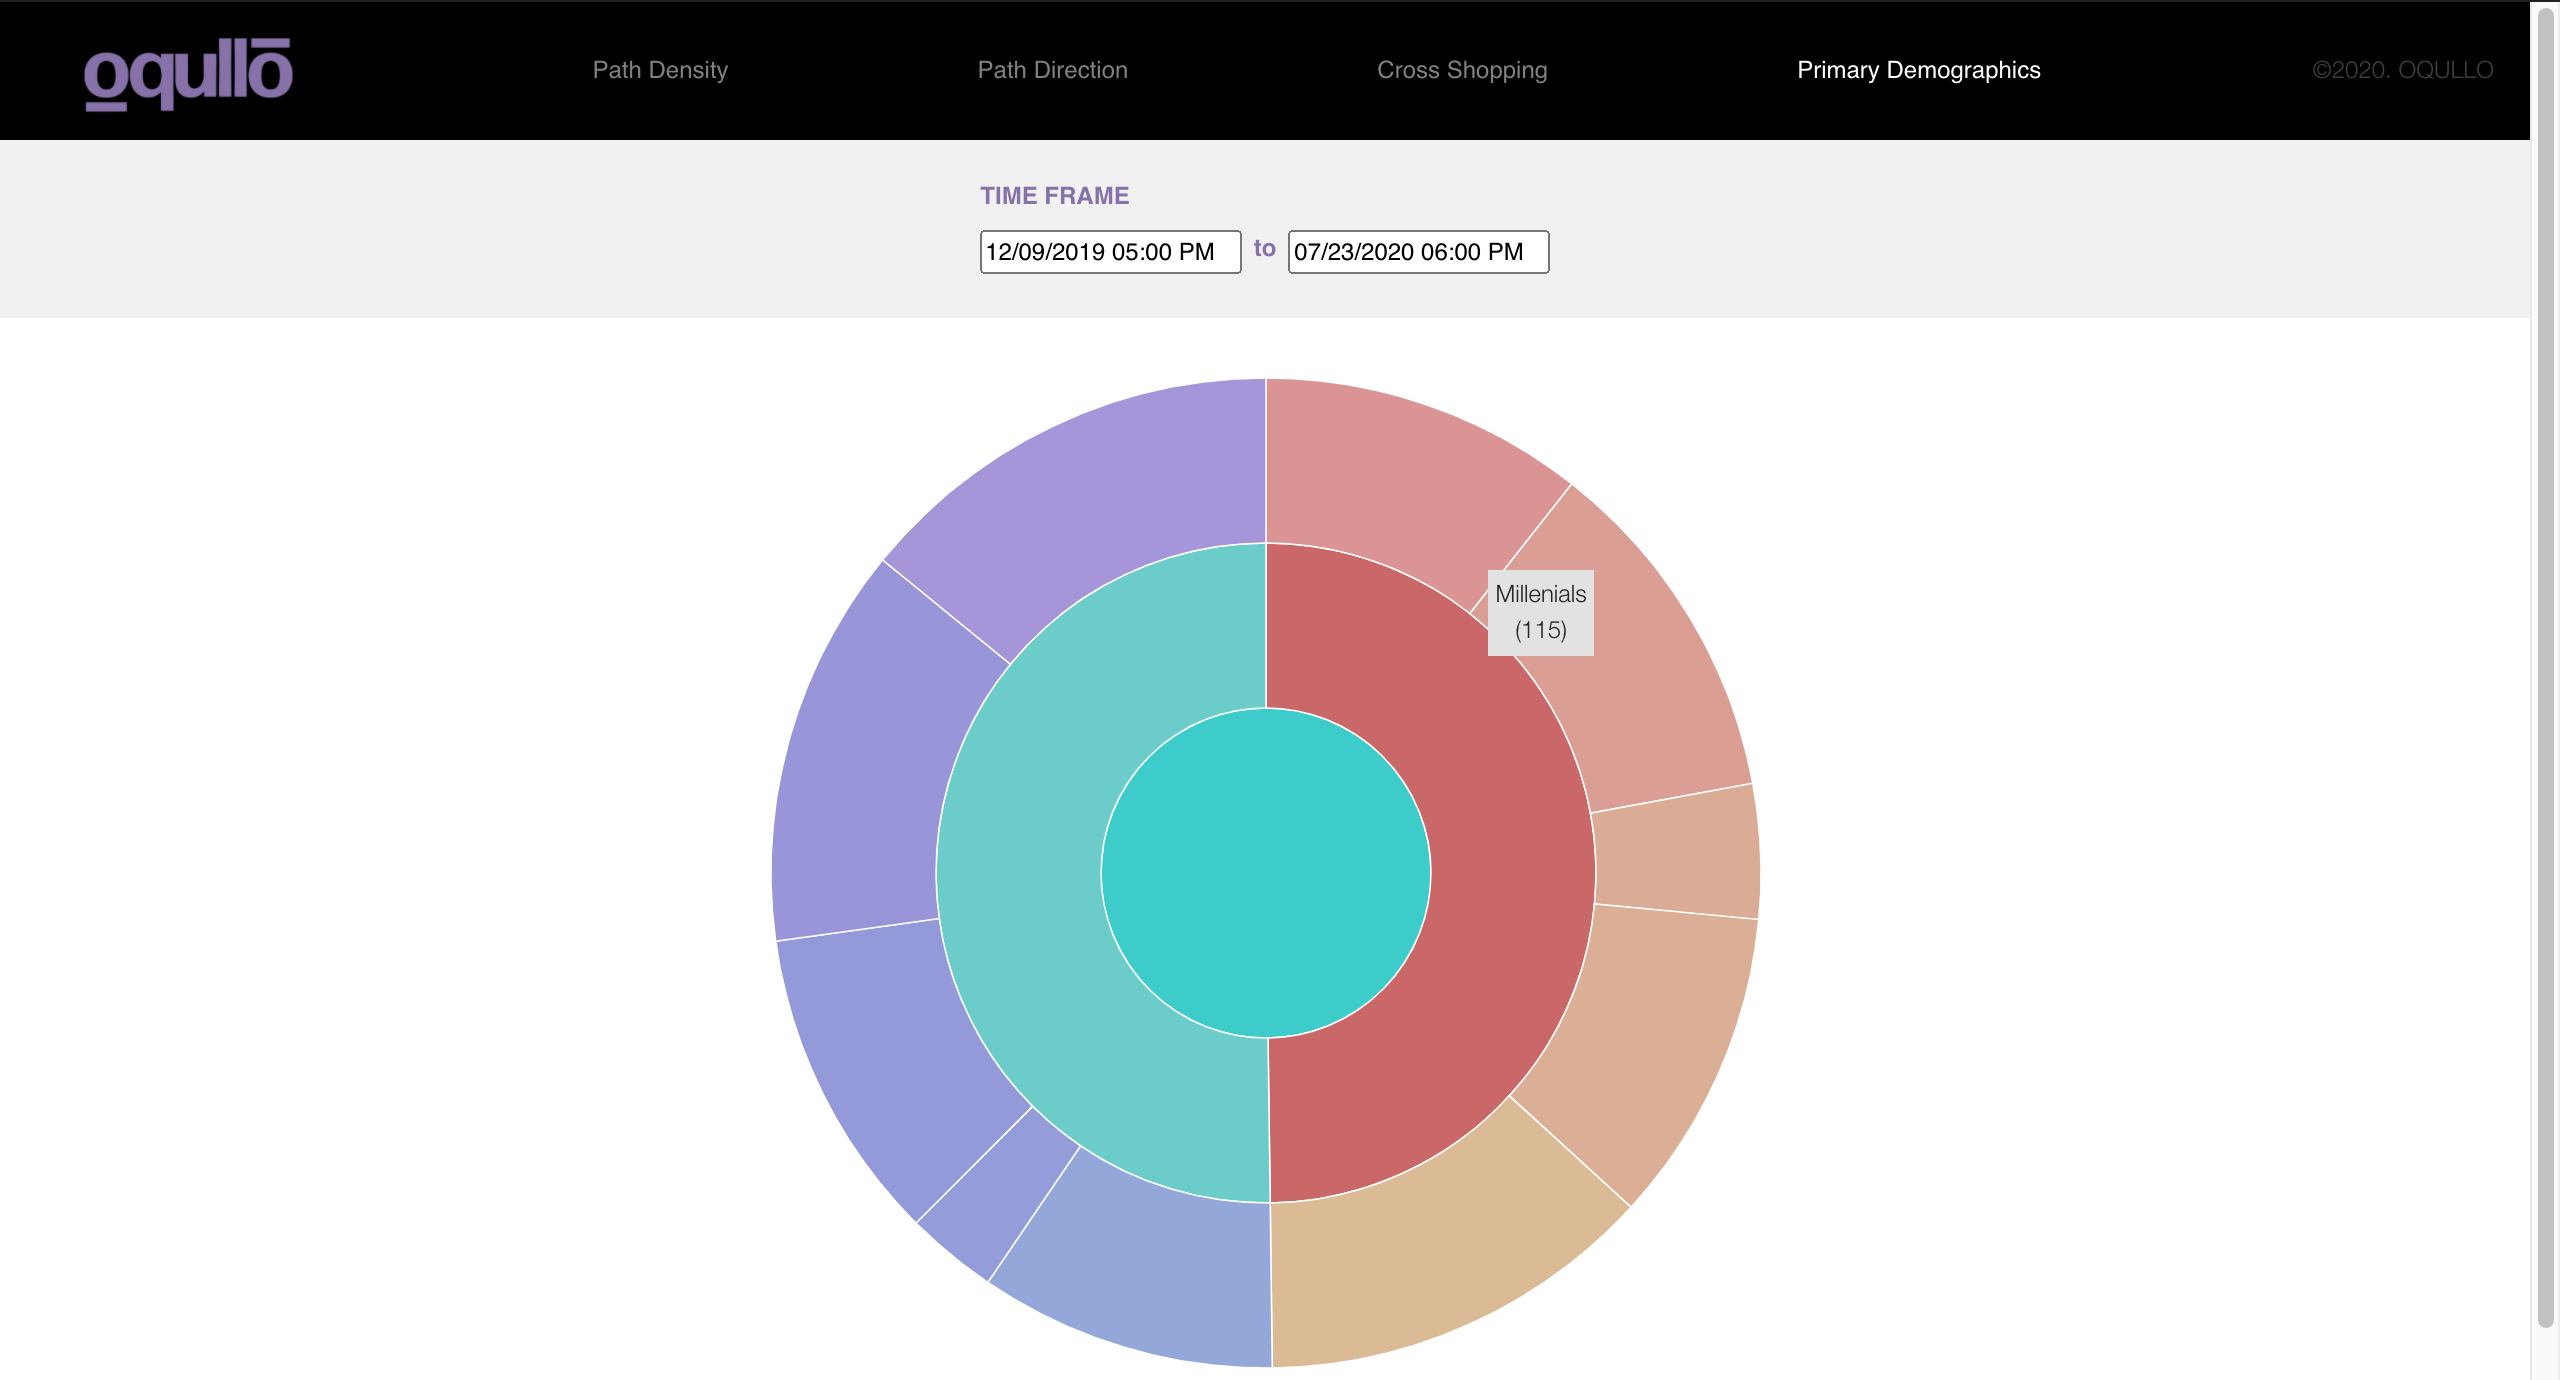 oqullo
Path Density
Path Direction
Cross Shopping
Primary Demographics
©2020. OQULLO
TIME FRAME
12/09/2019 05:00 PM to 07/23/2020 06:00 PM
Millenials
(115)